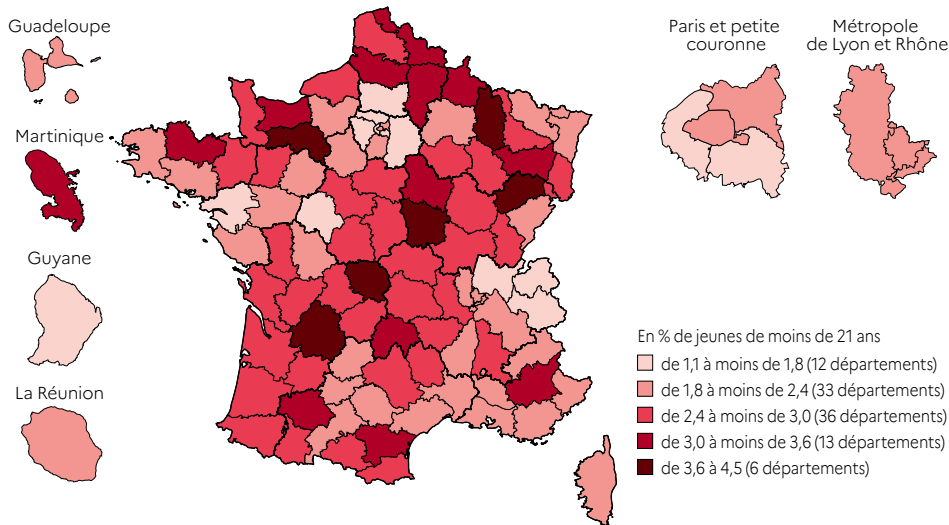 Guadeloupe
Martinique
Guyane
La Réunion
Paris et petite
couronne
Métropole
de Lyon et Rhône
En % de jeunes de moins de 21 ans
de 1,1 à moins de 1,8 (12 départements)
de 1,8 à moins de 2,4 (33 départements)
de 2,4 à moins de 3,0 (36 départements)
de 3,0 à moins de 3,6 (13 départements)
de 3,6 à 4,5 (6 départements)